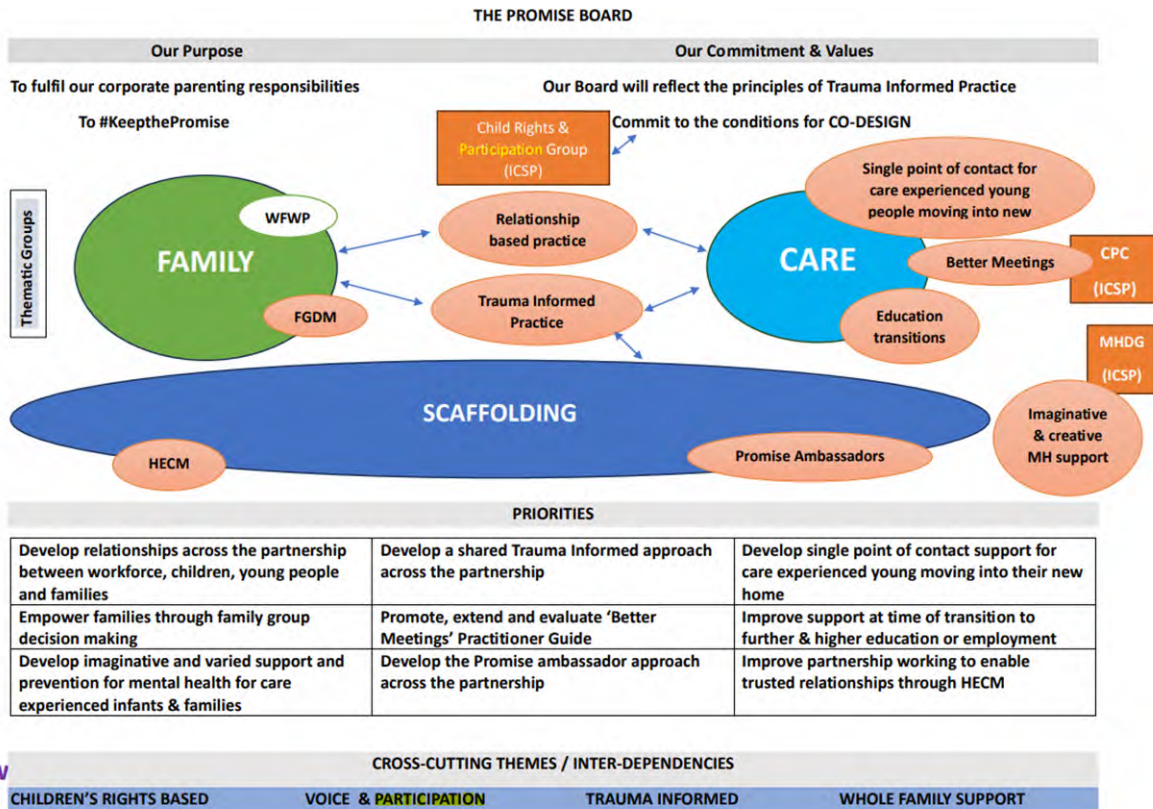 THE PROMISE BOARD
Our Purpose
Our Commitment & Values
To fulfil our corporate parenting responsibilities
Our Board will reflect the principles of Trauma Informed Practice
To #KeepthePromise
Commit to the conditions for CO-DESIGN
Child Rights &
Participation Group
(ICSP)
Single point of contact for
care experienced young
people moving into new
Thematic Groups
WFWP
FAMILY
FGDM
Relationship
based practice
Trauma Informed
Practice
CARE
Better Meetings
CPC
(ICSP)
Education
transitions
MHDG
(ICSP)
SCAFFOLDING
HECM
Promise Ambassadors
Imaginative
& creative
MH support
PRIORITIES
Develop relationships across the partnership
between workforce, children, young people
and families
Develop a shared Trauma Informed approach
across the partnership
Develop single point of contact support for
care experienced young moving into their new
home
Empower families through family group
decision making
Promote, extend and evaluate ‘Better
Meetings’ Practitioner Guide
Improve support at time of transition to
further & higher education or employment
Develop imaginative and varied support and
prevention for mental health for care
experienced infants & families
Develop the Promise ambassador approach
across the partnership
Improve partnership working to enable
trusted relationships through HECM
CROSS-CUTTING THEMES / INTER-DEPENDENCIES
CHILDREN’S RIGHTS BASED
VOICE & PARTICIPATION
TRAUMA INFORMED
WHOLE FAMILY SUPPORT